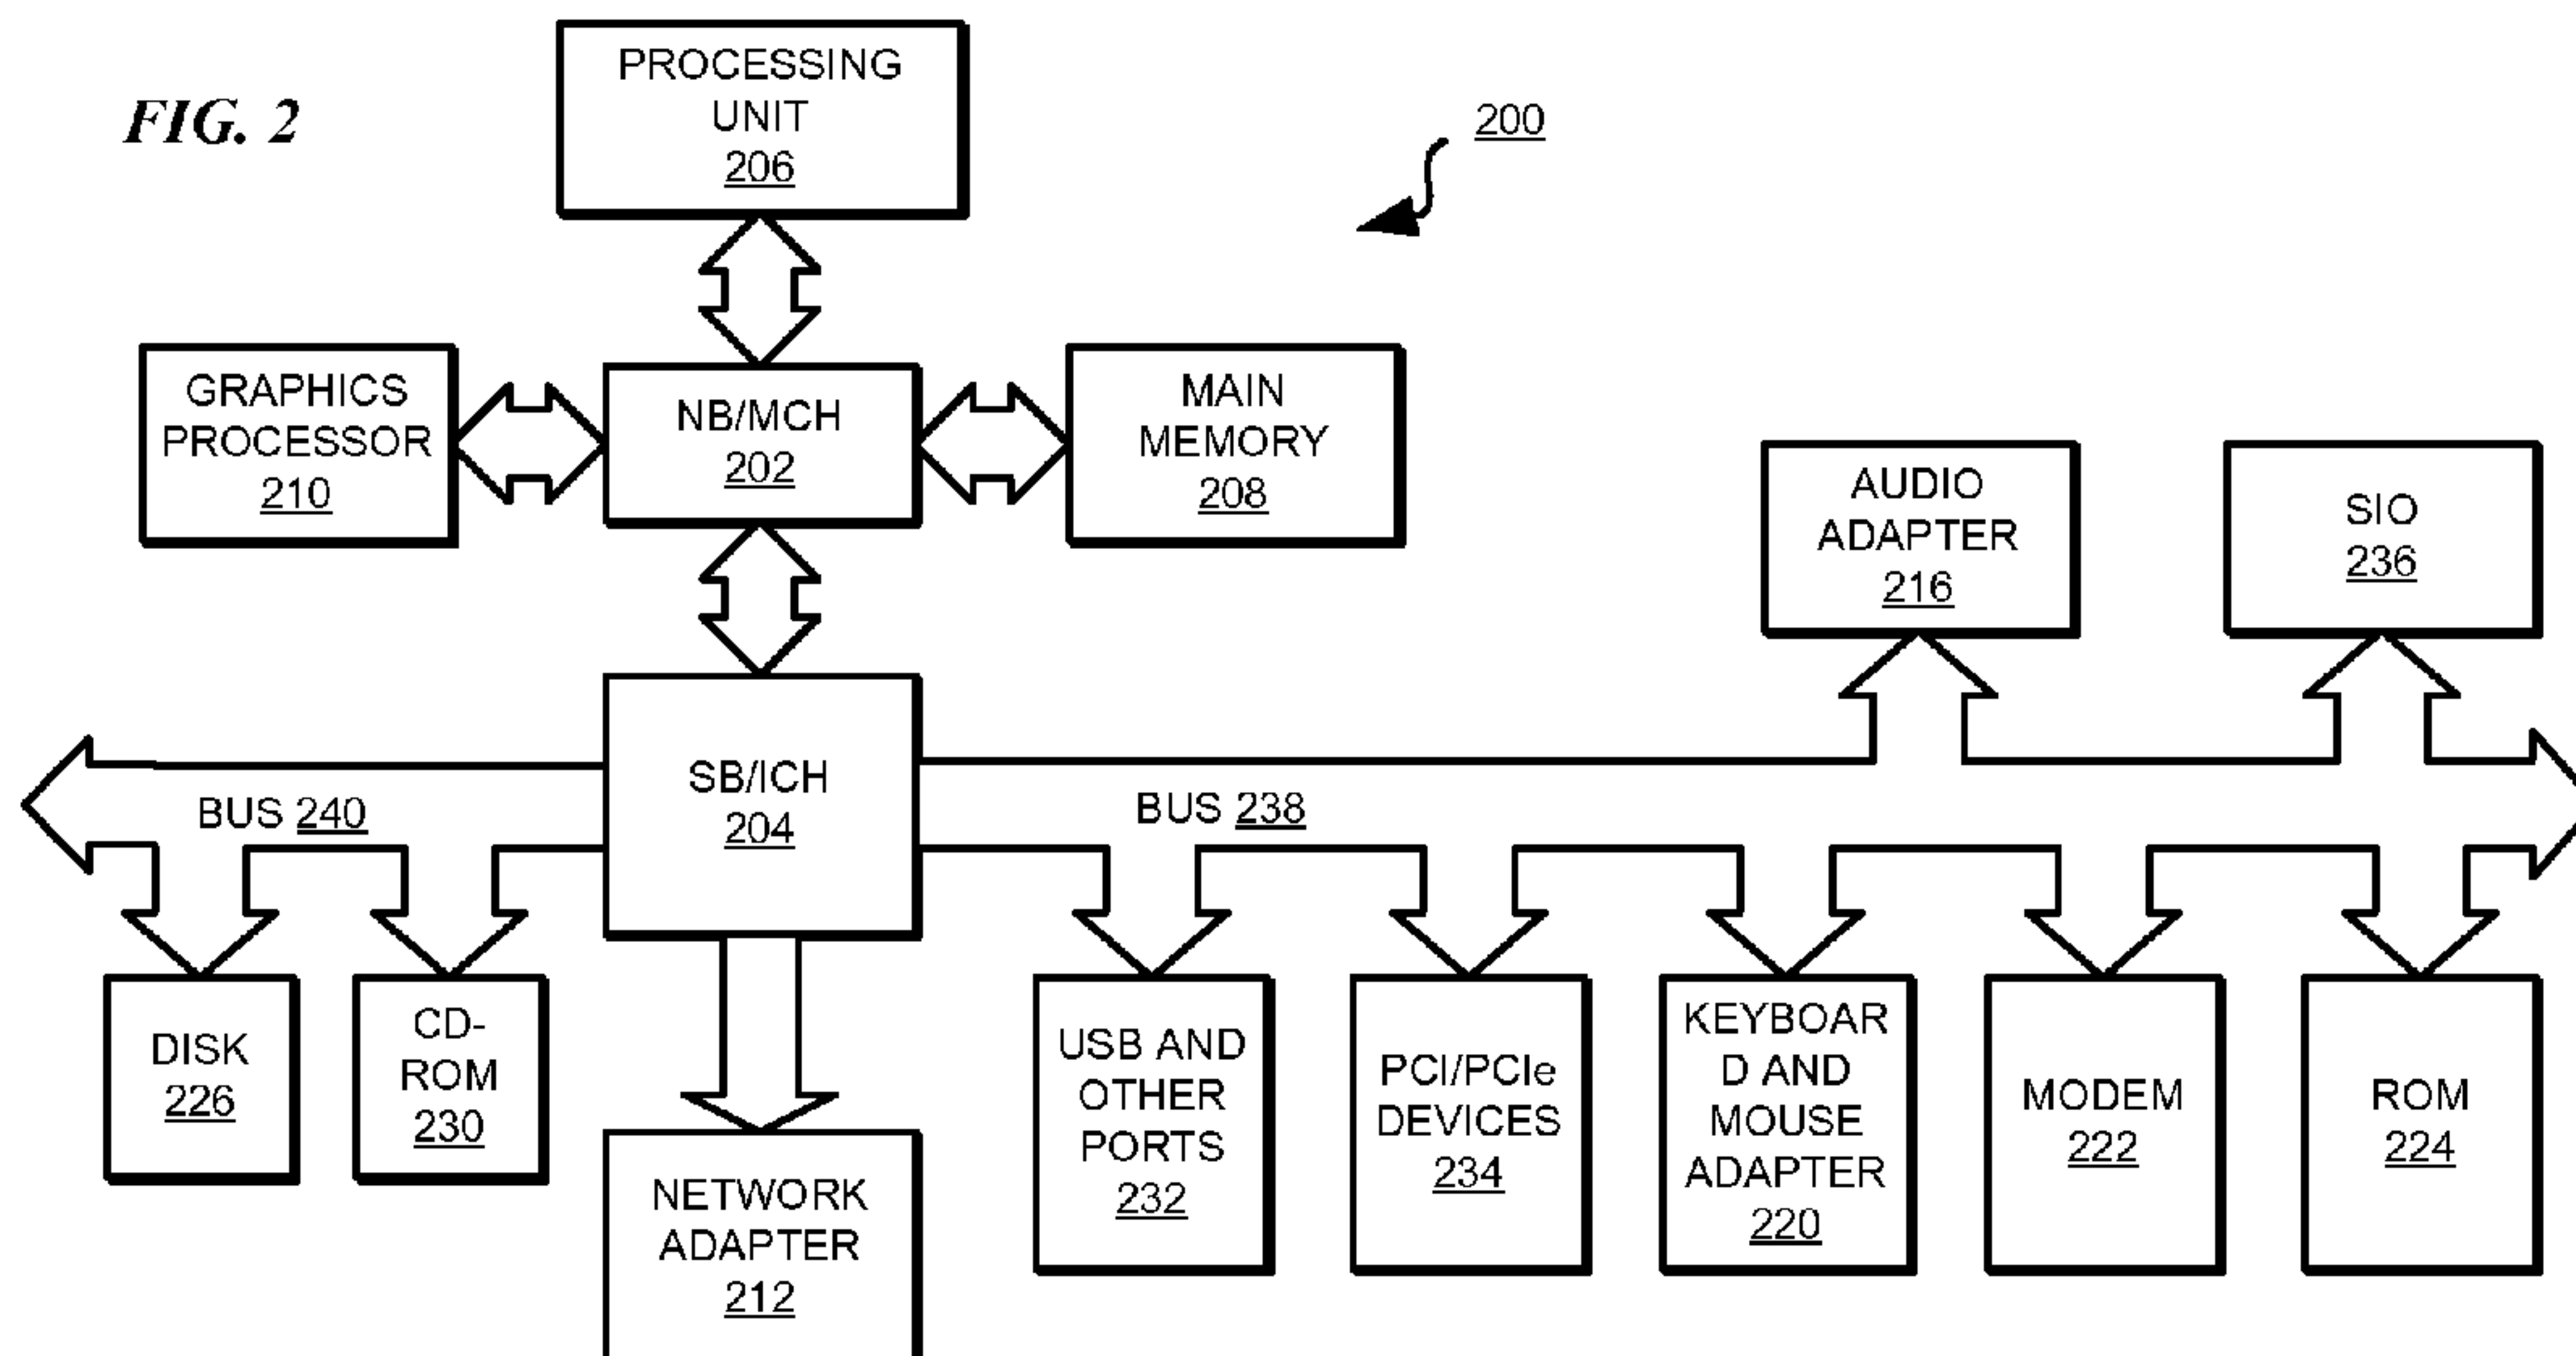 FIG. 2
PROCESSING
UNIT
206
200
GRAPHICS
PROCESSOR
210
NB/MCH
202
MAIN
MEMORY
208
AUDIO
ADAPTER
216
SIO
236
BUS 240
SB/ICH
204
BUS 238
DISK
226
CD-
ROM
230
NETWORK
ADAPTER
212
USB AND
OTHER
PORTS
232
PCI/PCIe
DEVICES
234
KEYBOAR
D AND
MOUSE
ADAPTER
220
MODEM
222
ROM
224